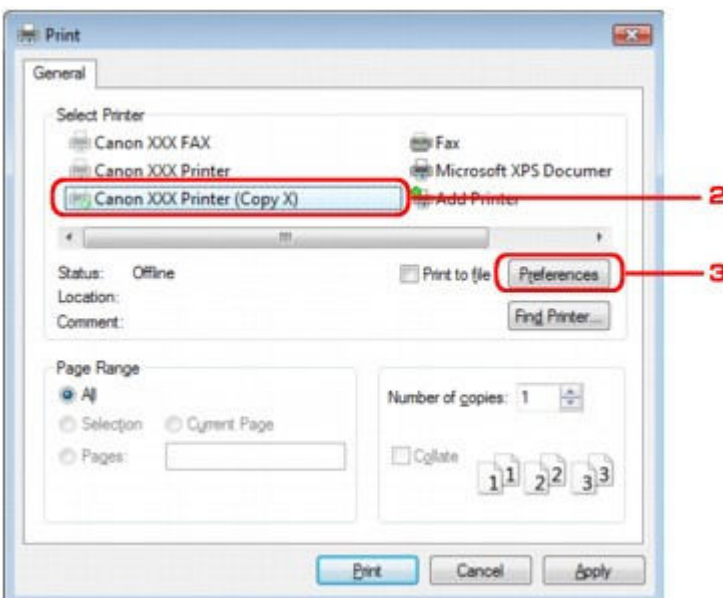 Print
General
Select Printer
Canon XXX FAX
Fax
Canon XXX Printer
Microsoft XPS Documer
Canon XXX Printer (Copy X)
Add Printer
2
Status: Offline
Print to file
Preferences
3
Location:
Comment:
Find Printer...
Page Range
All
Number of copies: 1
Selection
Current Page
Pages:
Collate
1 1 2 2 3 3
Print
Cancel
Apply